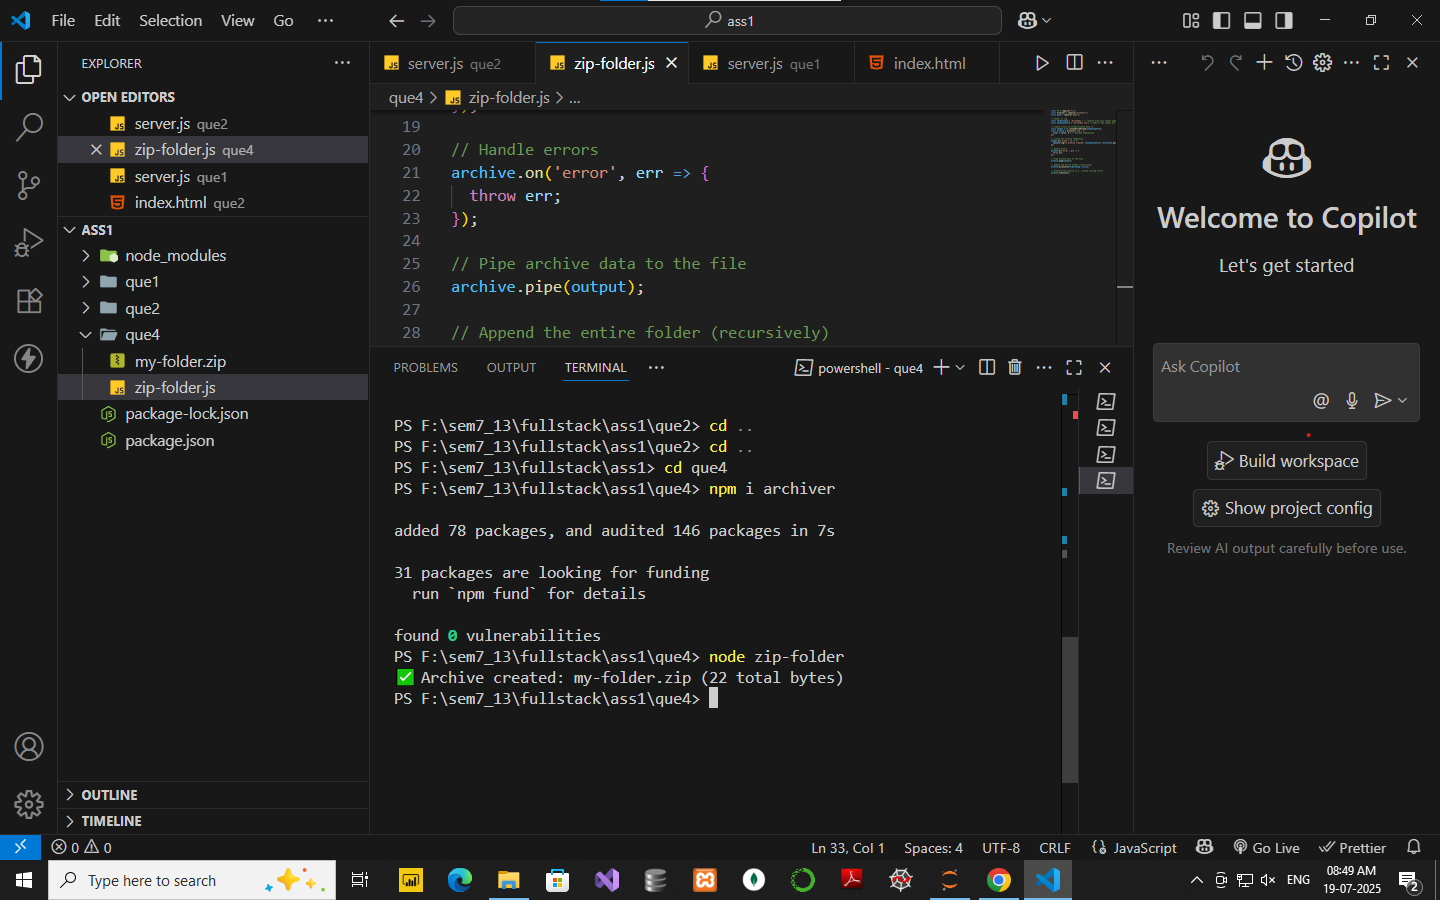 File Edit Selection View Go ···
ass1
EXPLORER
OPEN EDITORS
server.js que2
zip-folder.js que4
server.js que1
index.html que2
ASS1
node_modules
que1
que2
que4
my-folder.zip
zip-folder.js
package-lock.json
package.json
OUTLINE
TIMELINE
server.js que2
zip-folder.js
server.js que1
index.html
que4 > zip-folder.js > ...
19
20 // Handle errors
21 archive.on('error', err => {
22 throw err;
23 });
24
25 // Pipe archive data to the file
26 archive.pipe(output);
27
28 // Append the entire folder (recursively)
PROBLEMS OUTPUT TERMINAL ···
powershell - que4
PS F:\sem7_13\fullstack\ass1\que2> cd ..
PS F:\sem7_13\fullstack\ass1\que2> cd ..
PS F:\sem7_13\fullstack\ass1> cd que4
PS F:\sem7_13\fullstack\ass1\que4> npm i archiver
added 78 packages, and audited 146 packages in 7s
31 packages are looking for funding
run `npm fund` for details
found 0 vulnerabilities
PS F:\sem7_13\fullstack\ass1\que4> node zip-folder
✅ Archive created: my-folder.zip (22 total bytes)
PS F:\sem7_13\fullstack\ass1\que4>
Welcome to Copilot
Let's get started
Ask Copilot
Build workspace
Show project config
Review AI output carefully before use.
0 0
Ln 33, Col 1 Spaces: 4 UTF-8 CRLF {} JavaScript Go Live Prettier
Type here to search
ENG
08:49 AM
19-07-2025
2